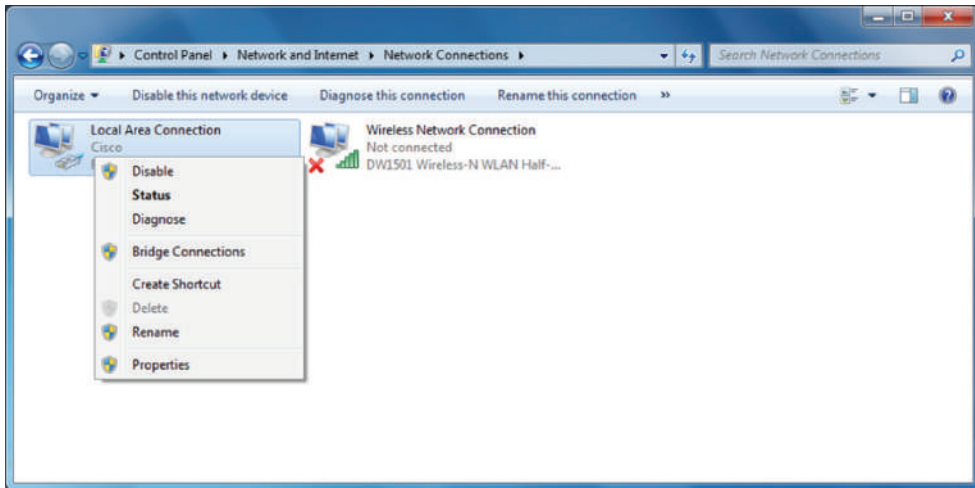 Control Panel ▸ Network and Internet ▸ Network Connections ▸
Search Network Connections
Organize Disable this network device Diagnose this connection Rename this connection »
Local Area Connection
Cisco
Wireless Network Connection
Not connected
DW1501 Wireless-N WLAN Half-...
Disable
Status
Diagnose
Bridge Connections
Create Shortcut
Delete
Rename
Properties